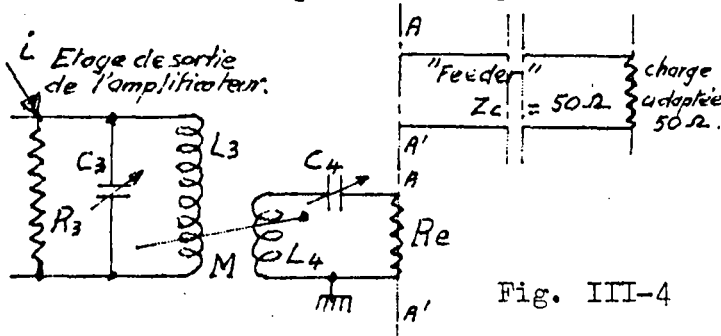 A
i Etage de sortie
de l'amplificateur.
"Feeder"
Zc = 50 Ω
charge
adaptée
50 Ω.
A'
A
C3
L3
C4
R3
M
L4
Re
A'
Fig. III-4